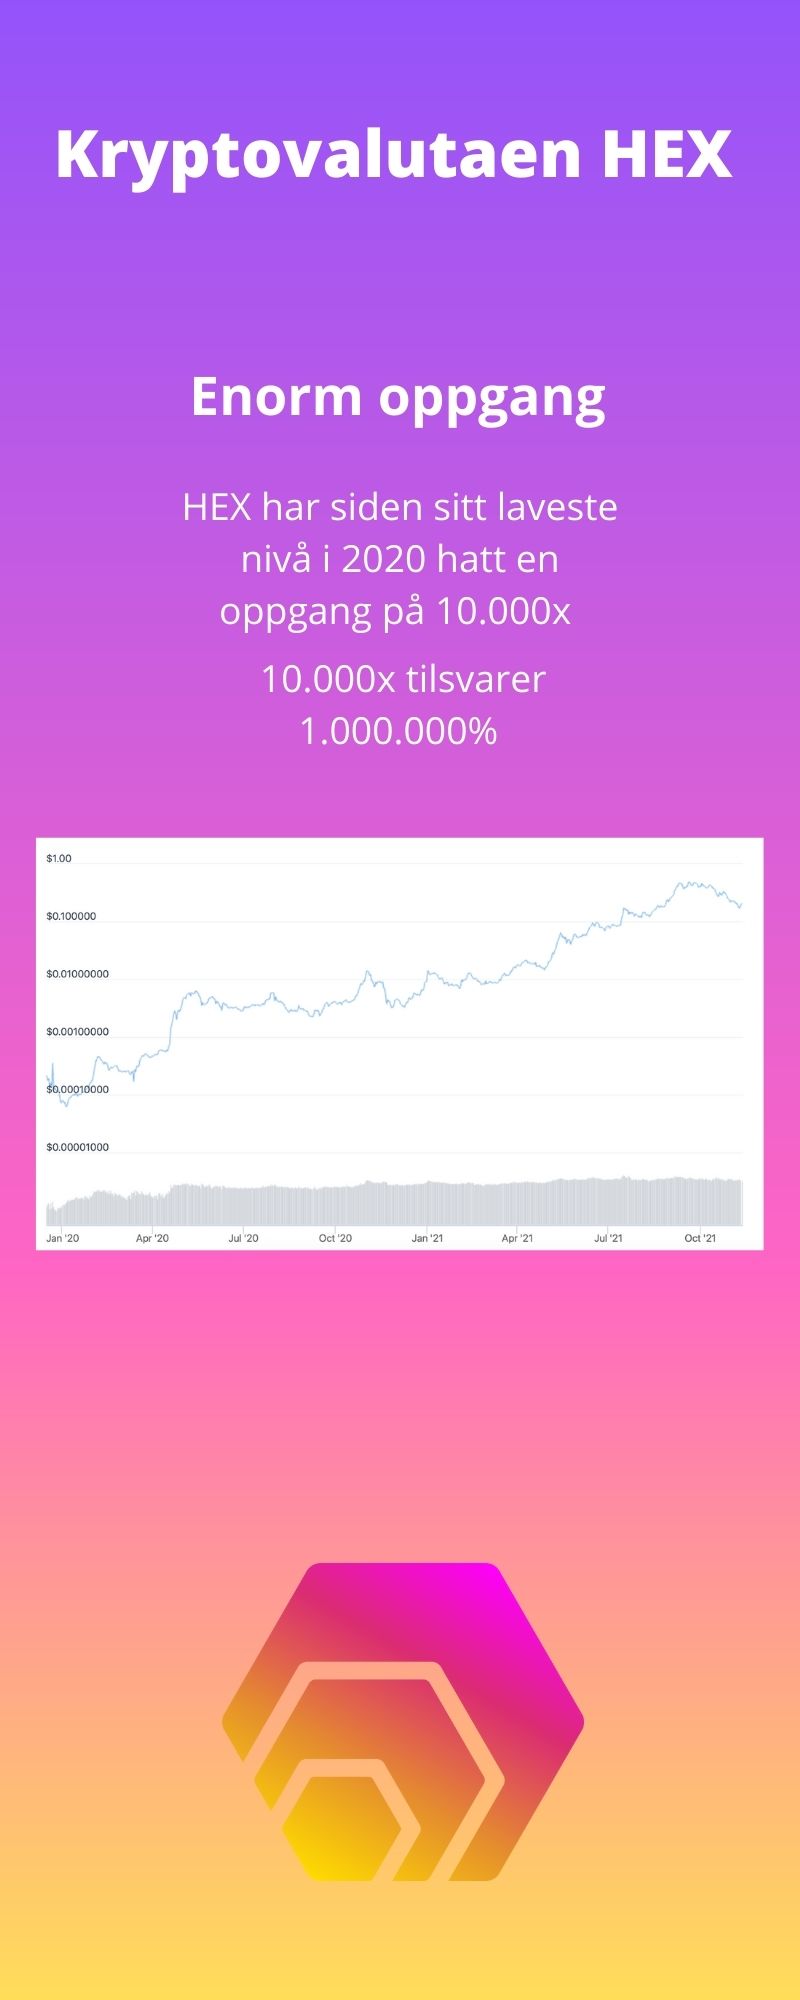 Kryptovalutaen HEX
Enorm oppgang
HEX har siden sitt laveste
nivå i 2020 hatt en
oppgang på 10.000x
10.000x tilsvarer
1.000.000%
$1.00
$0.100000
$0.01000000
$0.00100000
$0.00010000
$0.00001000
Jan '20 Apr '20 Jul '20 Oct '20 Jan '21 Apr '21 Jul '21 Oct '21